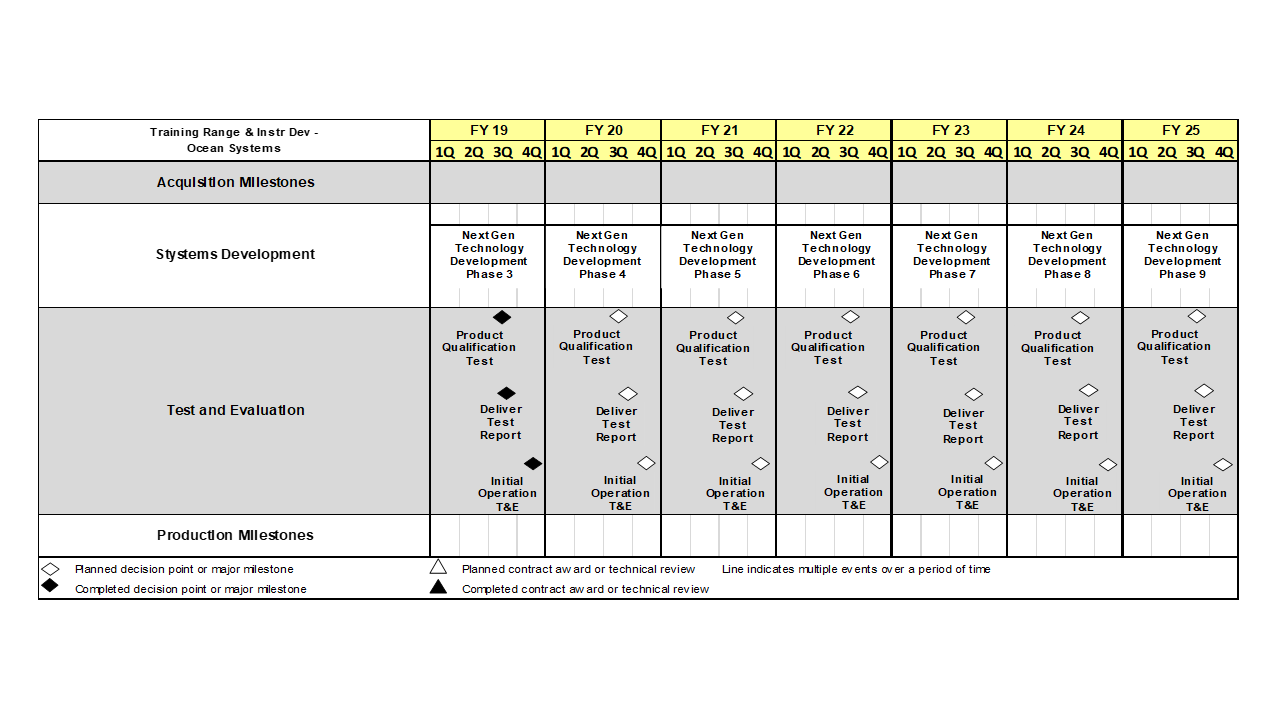 Training Range & Instr Dev -
Ocean Systems
FY 19 FY 20 FY 21 FY 22 FY 23 FY 24 FY 25
1Q 2Q 3Q 4Q 1Q 2Q 3Q 4Q 1Q 2Q 3Q 4Q 1Q 2Q 3Q 4Q 1Q 2Q 3Q 4Q 1Q 2Q 3Q 4Q 1Q 2Q 3Q 4Q
Acquisition Milestones
Stystems Development
Next Gen
Technology
Development
Phase 3
Next Gen
Technology
Development
Phase 4
Next Gen
Technology
Development
Phase 5
Next Gen
Technology
Development
Phase 6
Next Gen
Technology
Development
Phase 7
Next Gen
Technology
Development
Phase 8
Next Gen
Technology
Development
Phase 9
Test and Evaluation
Product
Qualification
Test
Product
Qualification
Test
Product
Qualification
Test
Product
Qualification
Test
Product
Qualification
Test
Product
Qualification
Test
Product
Qualification
Test
Deliver
Test
Report
Deliver
Test
Report
Deliver
Test
Report
Deliver
Test
Report
Deliver
Test
Report
Deliver
Test
Report
Deliver
Test
Report
Initial
Operation
T&E
Initial
Operation
T&E
Initial
Operation
T&E
Initial
Operation
T&E
Initial
Operation
T&E
Initial
Operation
T&E
Initial
Operation
T&E
Production Milestones
Planned decision point or major milestone
Planned contract award or technical review
Line indicates multiple events over a period of time
Completed decision point or major milestone
Completed contract award or technical review